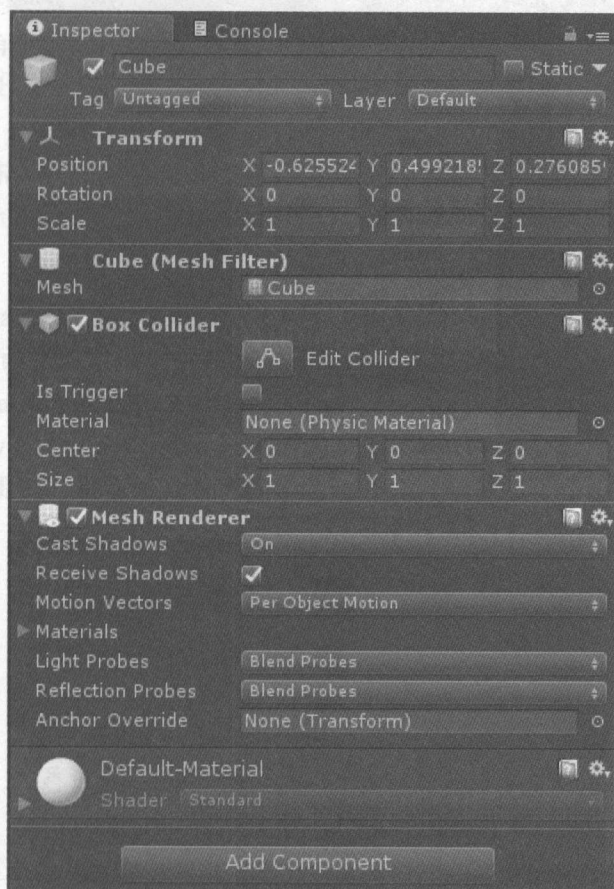 Inspector Console
Cube Static
Tag Untagged Layer Default
Transform
Position X -0.625524 Y 0.499218 Z 0.276085
Rotation X 0 Y 0 Z 0
Scale X 1 Y 1 Z 1
Cube (Mesh Filter)
Mesh Cube
Box Collider
Edit Collider
Is Trigger
Material None (Physic Material)
Center X 0 Y 0 Z 0
Size X 1 Y 1 Z 1
Mesh Renderer
Cast Shadows On
Receive Shadows
Motion Vectors Per Object Motion
Materials
Light Probes Blend Probes
Reflection Probes Blend Probes
Anchor Override None (Transform)
Default-Material
Shader Standard
Add Component